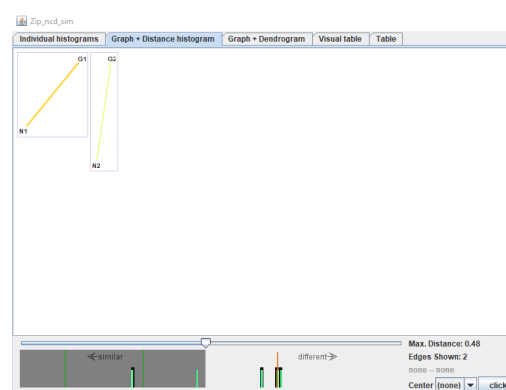 Zip_ncd_sim
Individual histograms Graph + Distance histogram Graph + Dendrogram Visual table Table
G1 G2
N1
N2
Max. Distance: 0.48
similar different
Edges Shown: 2
none -- none
Center (none) click